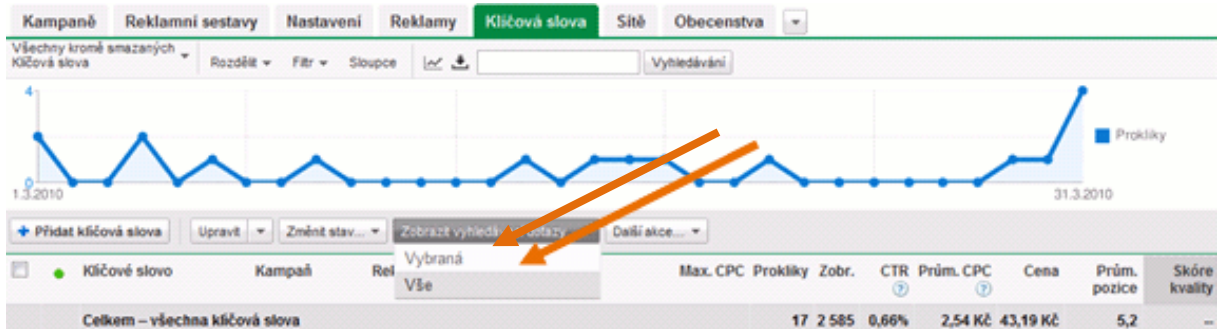 Kampaně Reklamní sestavy Nastavení Reklamy Klíčová slova Sítě Obecenstva
Všechny kromě smazaných
Klíčová slova
Rozdělit Filtr Sloupce Vyhledávání
4
Prokliky
0
1.3.2010 31.3.2010
+ Přidat klíčová slova Upravit Změnit stav... Zobrazit vyhledávací dotazy... Další akce...
Vybraná
Vše
Klíčové slovo Kampaň Max. CPC Prokliky Zobr. CTR Prům. CPC Cena Prům. pozice Skóre kvality
Celkem – všechna klíčová slova 17 2 585 0,66% 2,54 Kč 43,19 Kč 5,2 --